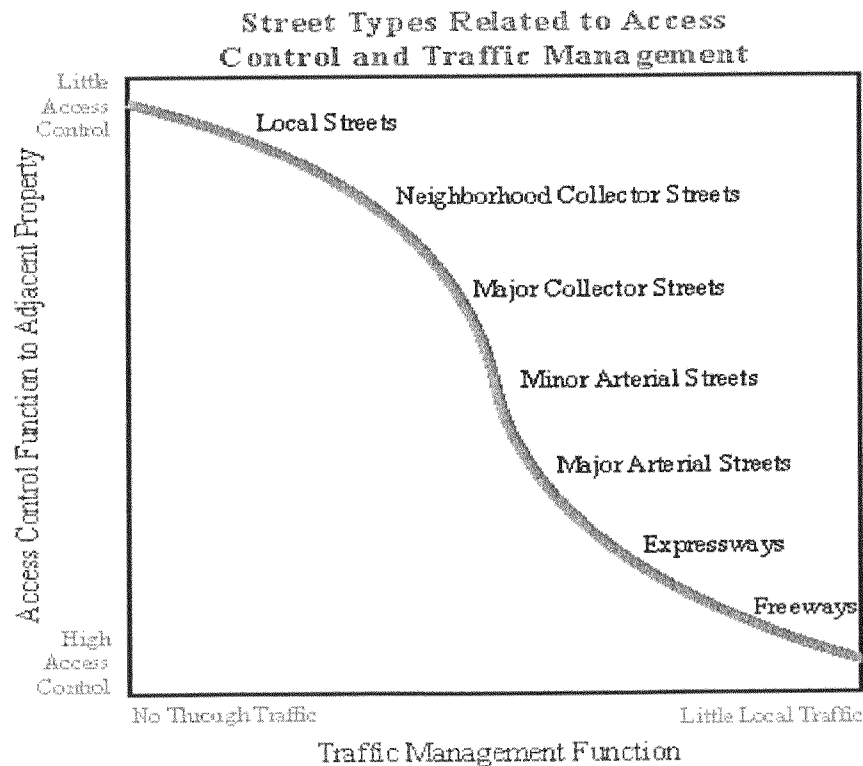 Street Types Related to Access
Control and Traffic Management
Little
Access
Control
Local Streets
Neighborhood Collector Streets
Major Collector Streets
Minor Arterial Streets
Major Arterial Streets
Expressways
Freeways
Access Control Function to Adjacent Property
High
Access
Control
No Through Traffic
Little Local Traffic
Traffic Management Function